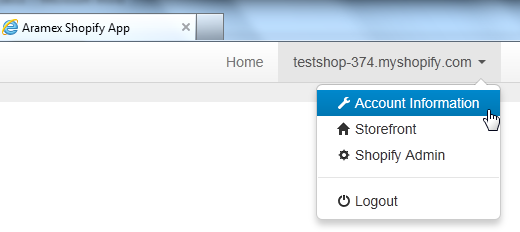 Aramex Shopify App
Home testshop-374.myshopify.com
Account Information
Storefront
Shopify Admin
Logout